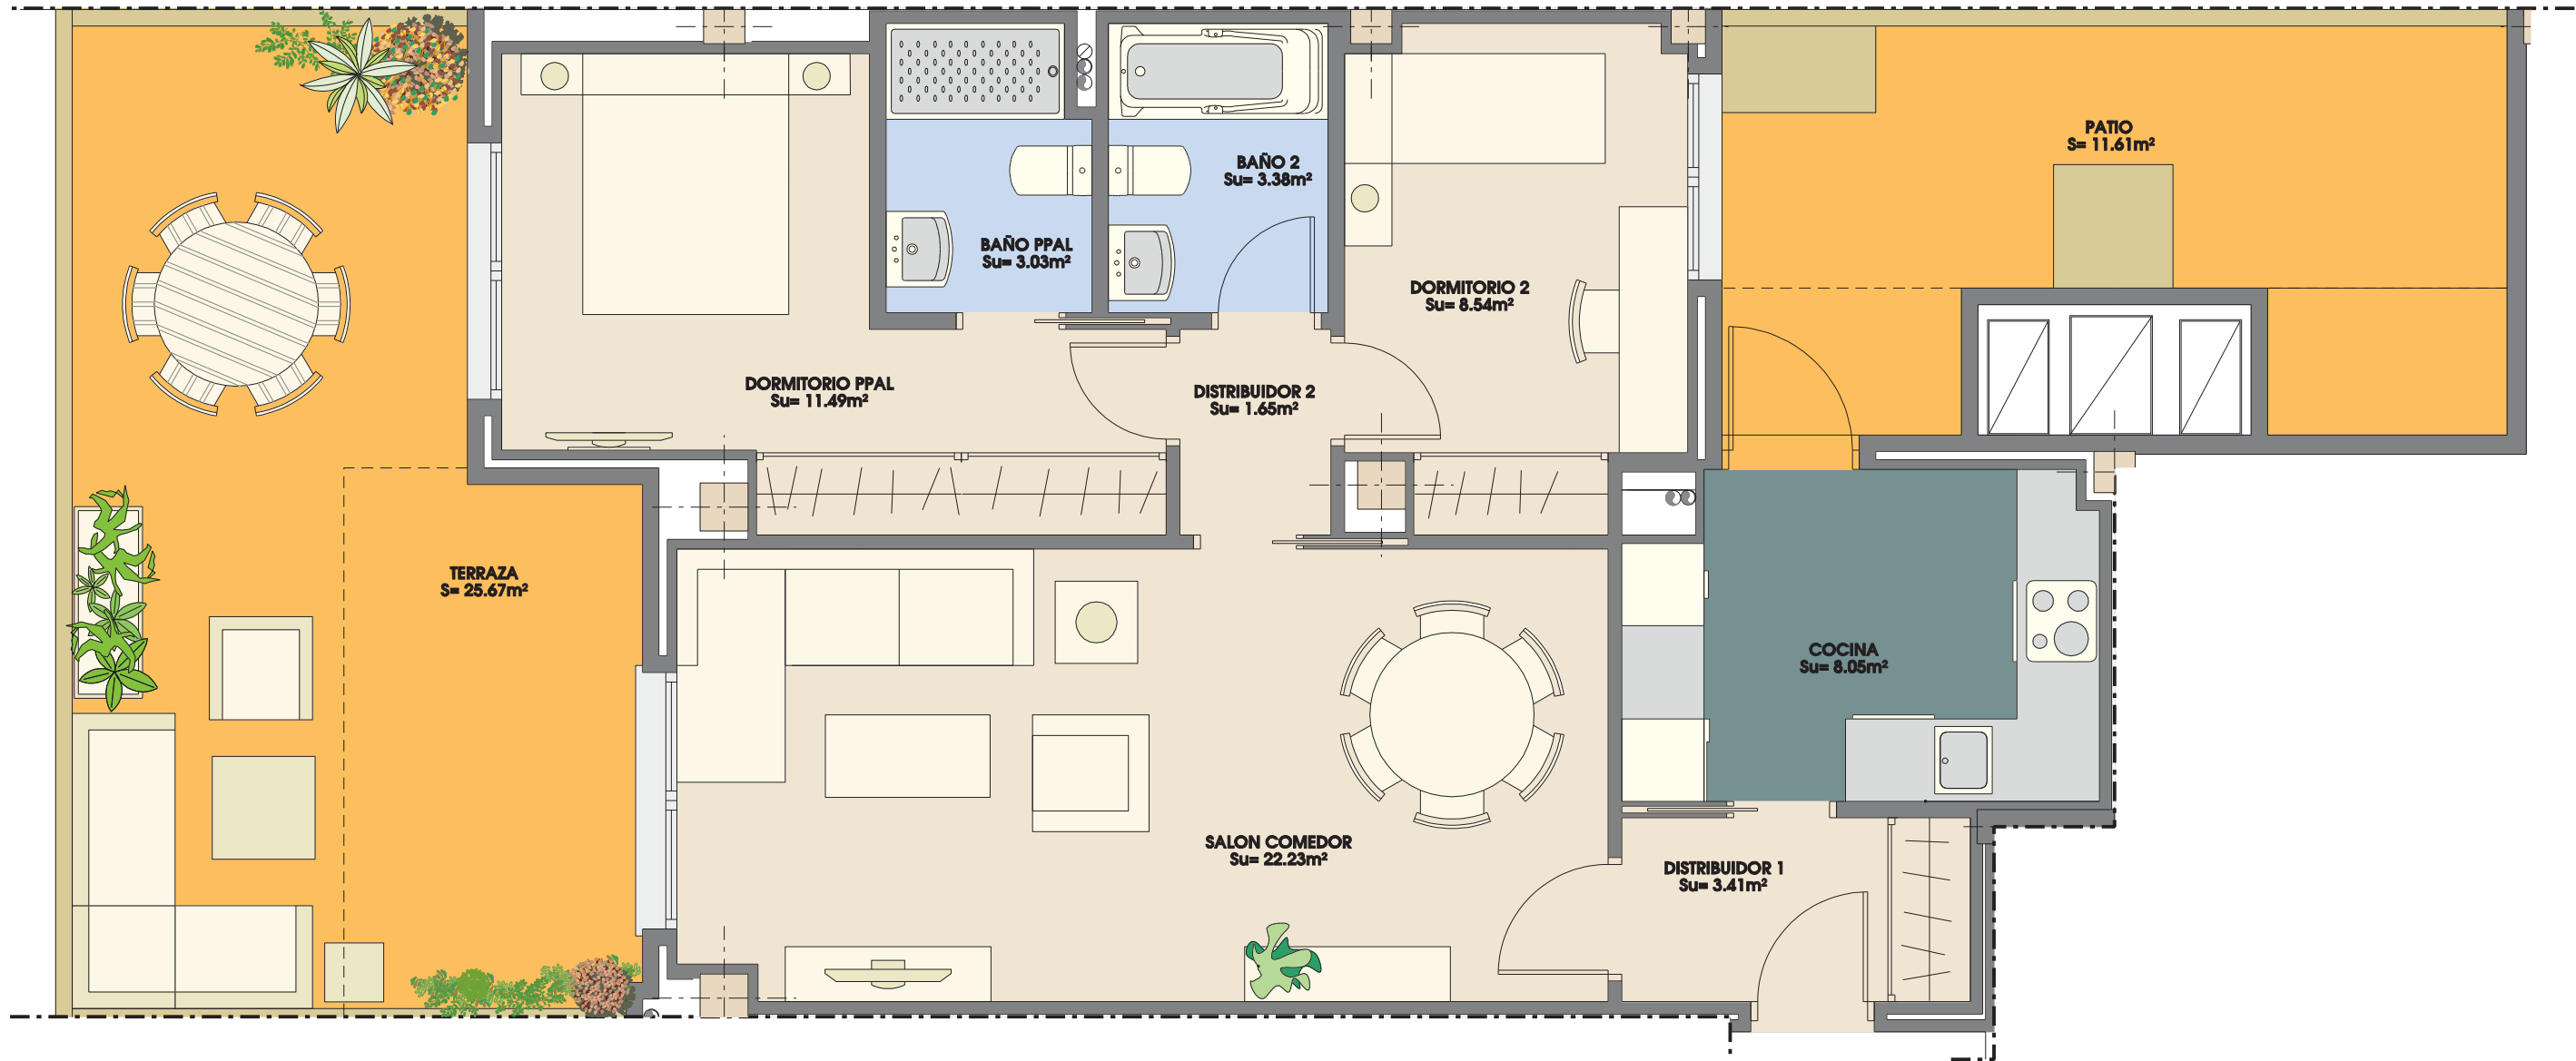 PATIO
S= 11.61m²
BAÑO 2
Su= 3.38m²
BAÑO PPAL
Su= 3.03m²
DORMITORIO 2
Su= 8.54m²
DORMITORIO PPAL
Su= 11.49m²
DISTRIBUIDOR 2
Su= 1.65m²
TERRAZA
S= 25.67m²
COCINA
Su= 8.05m²
SALON COMEDOR
Su= 22.23m²
DISTRIBUIDOR 1
Su= 3.41m²